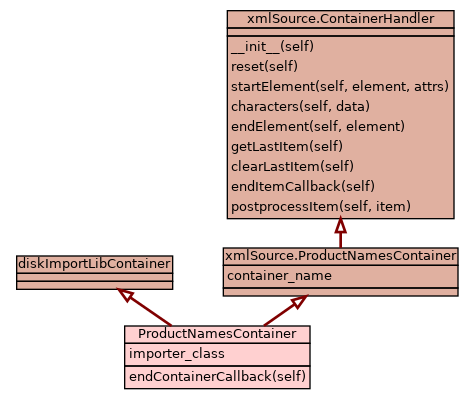 xmlSource.ContainerHandler
__init__(self)
reset(self)
startElement(self, element, attrs)
characters(self, data)
endElement(self, element)
getLastItem(self)
clearLastItem(self)
endItemCallback(self)
postprocessItem(self, item)
diskImportLibContainer
xmlSource.ProductNamesContainer
container_name
ProductNamesContainer
importer_class
endContainerCallback(self)